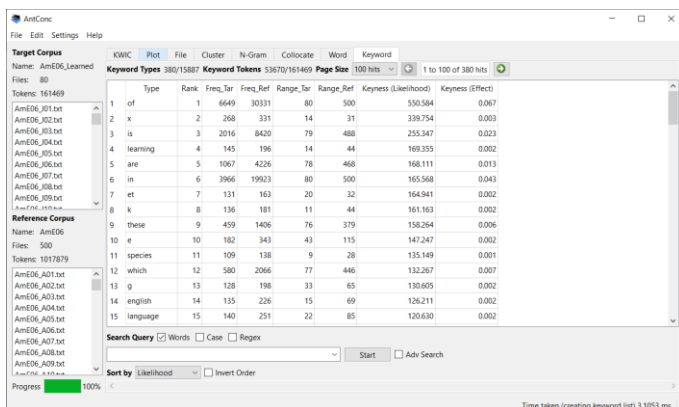 AntConc
File Edit Settings Help
Target Corpus
Name: AmE06_Learned
Files: 80
Tokens: 161469
AmE06_J01.txt
AmE06_J02.txt
AmE06_J03.txt
AmE06_J04.txt
AmE06_J05.txt
AmE06_J06.txt
AmE06_J07.txt
AmE06_J08.txt
AmE06_J09.txt
Reference Corpus
Name: AmE06
Files: 500
Tokens: 1017879
AmE06_A01.txt
AmE06_A02.txt
AmE06_A03.txt
AmE06_A04.txt
AmE06_A05.txt
AmE06_A06.txt
AmE06_A07.txt
AmE06_A08.txt
AmE06_A09.txt
Progress 100%
KWIC Plot File Cluster N-Gram Collocate Word Keyword
Keyword Types 380/15887 Keyword Tokens 53670/161469 Page Size 100 hits 1 to 100 of 380 hits
Type Rank Freq_Tar Freq_Ref Range_Tar Range_Ref Keyness (Likelihood) Keyness (Effect)
1 of 1 6649 30331 80 500 550.584 0.067
2 x 2 268 331 14 31 339.754 0.003
3 is 3 2016 8420 79 488 255.347 0.023
4 learning 4 145 196 14 44 169.355 0.002
5 are 5 1067 4226 78 468 168.111 0.013
6 in 6 3966 19923 80 500 165.568 0.043
7 et 7 131 163 20 32 164.941 0.002
8 k 8 136 181 11 44 161.163 0.002
9 these 9 459 1406 76 379 158.264 0.006
10 e 10 182 343 43 115 147.247 0.002
11 species 11 109 138 9 28 135.149 0.001
12 which 12 580 2066 77 446 132.267 0.007
13 g 13 128 198 33 65 130.605 0.002
14 english 14 135 226 15 69 126.211 0.002
15 language 15 140 251 22 85 120.630 0.002
Search Query Words Case Regex
Start Adv Search
Sort by Likelihood Invert Order
Time taken (creating keyword list) 3.1053 ms